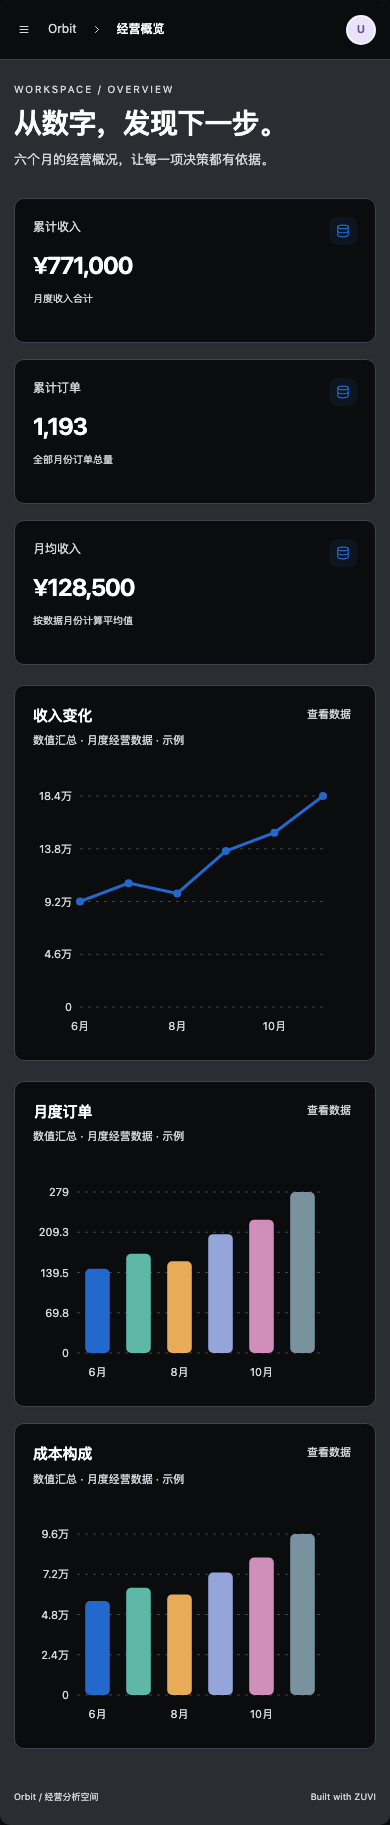 Orbit > 经营概览
U
WORKSPACE / OVERVIEW
从数字，发现下一步。
六个月的经营概况，让每一项决策都有依据。
累计收入
¥771,000
月度收入合计
累计订单
1,193
全部月份订单总量
月均收入
¥128,500
按数据月份计算平均值
收入变化
查看数据
数值汇总 · 月度经营数据 · 示例
18.4万
13.8万
9.2万
4.6万
0
6月 8月 10月
月度订单
查看数据
数值汇总 · 月度经营数据 · 示例
279
209.3
139.5
69.8
0
6月 8月 10月
成本构成
查看数据
数值汇总 · 月度经营数据 · 示例
9.6万
7.2万
4.8万
2.4万
0
6月 8月 10月
Orbit / 经营分析空间
Built with ZUVI